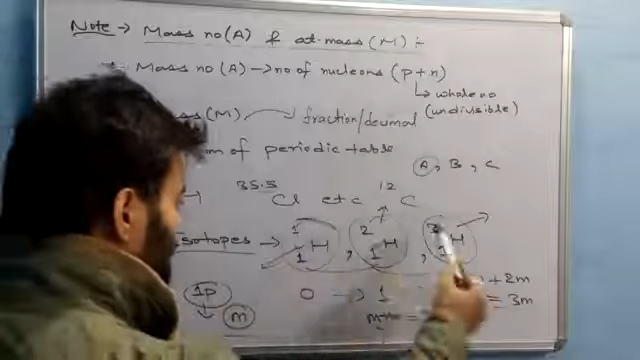 Note → Mass no(A) & at.mass(M) :-
Mass no(A) → no of nucleons (p+n)
↳ whole no
(M) → fraction/decimal (undivisible)
of periodic table
(A), B, C
35.5 Cl etc 12 C
Isotopes → 1 1 H , 2 1 H , 3 1 H
1p 0 → 1 + 2m
m = = 3m